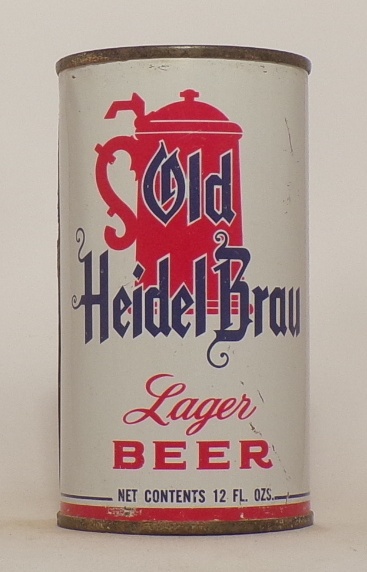 Old
Heidel Brau
Lager
BEER
NET CONTENTS 12 FL. OZS.